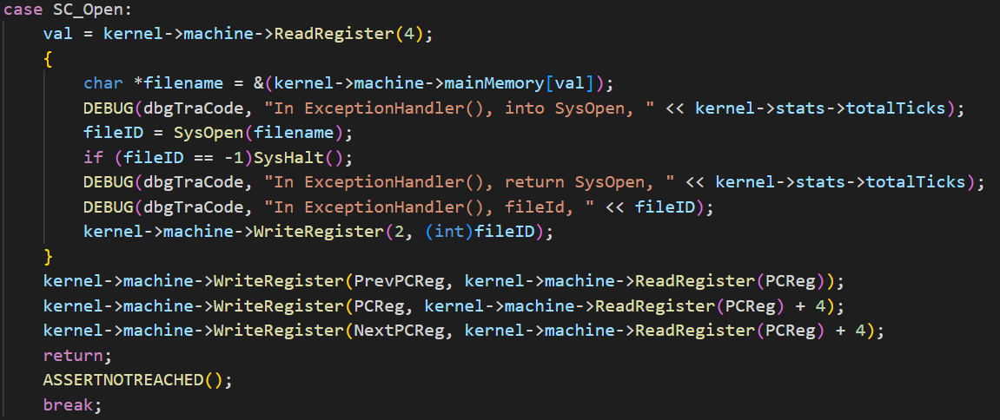 case SC_Open:
    val = kernel->machine->ReadRegister(4);
    {
        char *filename = &(kernel->machine->mainMemory[val]);
        DEBUG(dbgTraCode, "In ExceptionHandler(), into SysOpen, " << kernel->stats->totalTicks);
        fileID = SysOpen(filename);
        if (fileID == -1)SysHalt();
        DEBUG(dbgTraCode, "In ExceptionHandler(), return SysOpen, " << kernel->stats->totalTicks);
        DEBUG(dbgTraCode, "In ExceptionHandler(), fileId, " << fileID);
        kernel->machine->WriteRegister(2, (int)fileID);
    }
    kernel->machine->WriteRegister(PrevPCReg, kernel->machine->ReadRegister(PCReg));
    kernel->machine->WriteRegister(PCReg, kernel->machine->ReadRegister(PCReg) + 4);
    kernel->machine->WriteRegister(NextPCReg, kernel->machine->ReadRegister(PCReg) + 4);
    return;
    ASSERTNOTREACHED();
    break;